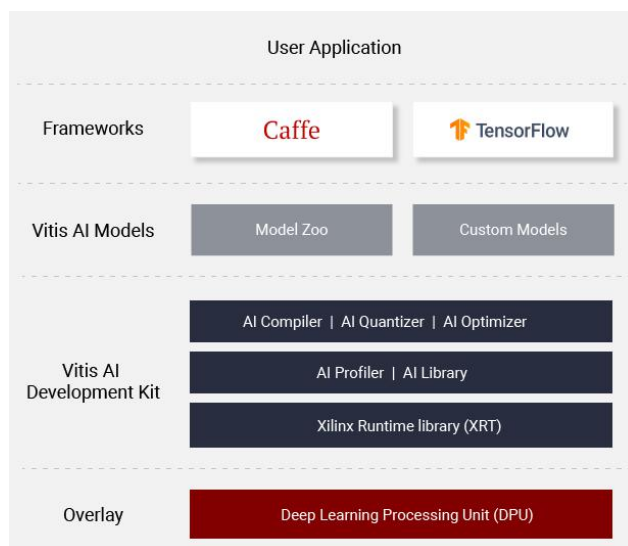 User Application
Frameworks
Caffe
TensorFlow
Vitis AI Models
Model Zoo
Custom Models
Vitis AI
Development Kit
AI Compiler | AI Quantizer | AI Optimizer
AI Profiler | AI Library
Xilinx Runtime library (XRT)
Overlay
Deep Learning Processing Unit (DPU)